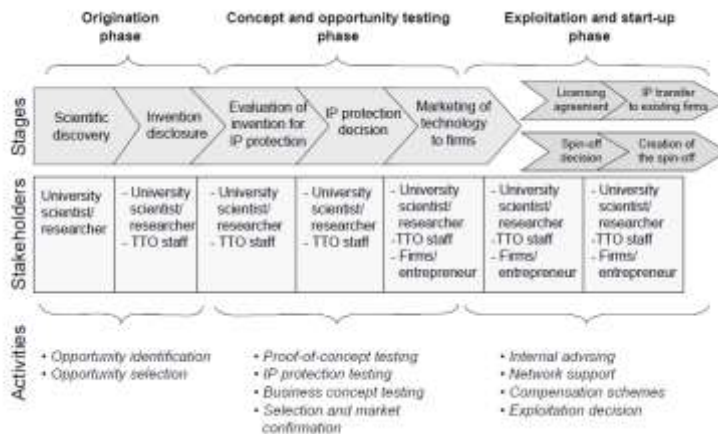 Origination
phase
Concept and opportunity testing
phase
Exploitation and start-up
phase
Stages
Scientific
discovery
Invention
disclosure
Evaluation of
invention for
IP protection
IP protection
decision
Marketing of
technology
to firms
Licensing
agreement
IP transfer
to existing firms
Spin-off
decision
Creation of
the spin-off
Stakeholders
University
scientist/
researcher
- University
scientist/
researcher
- TTO staff
- University
scientist/
researcher
- TTO staff
- University
scientist/
researcher
- TTO staff
- University
scientist/
researcher
-TTO staff
- Firms/
entrepreneur
- University
scientist/
researcher
-TTO staff
- Firms/
entrepreneur
- University
scientist/
researcher
-TTO staff
- Firms/
entrepreneur
Activities
• Opportunity identification
• Opportunity selection
• Proof-of-concept testing
• IP protection testing
• Business concept testing
• Selection and market
confirmation
• Internal advising
• Network support
• Compensation schemes
• Exploitation decision